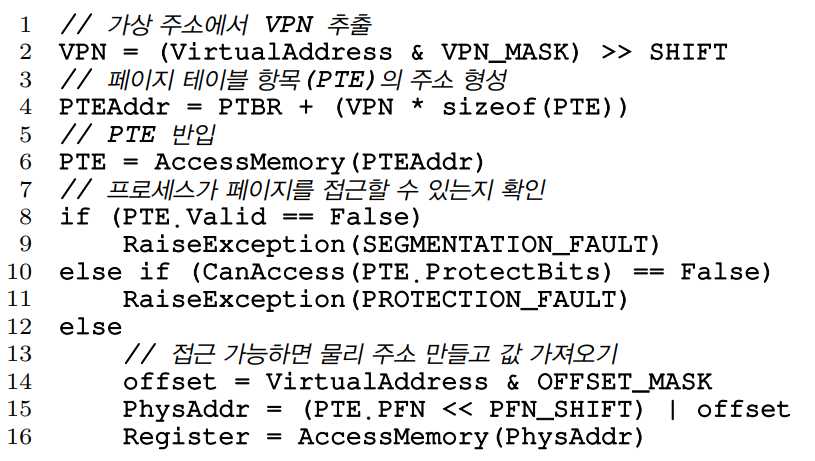 1 // 가상 주소에서 VPN 추출
2 VPN = (VirtualAddress & VPN_MASK) >> SHIFT
3 // 페이지 테이블 항목(PTE)의 주소 형성
4 PTEAddr = PTBR + (VPN * sizeof(PTE))
5 // PTE 반입
6 PTE = AccessMemory(PTEAddr)
7 // 프로세스가 페이지를 접근할 수 있는지 확인
8 if (PTE.Valid == False)
9     RaiseException(SEGMENTATION_FAULT)
10 else if (CanAccess(PTE.ProtectBits) == False)
11     RaiseException(PROTECTION_FAULT)
12 else
13     // 접근 가능하면 물리 주소 만들고 값 가져오기
14     offset = VirtualAddress & OFFSET_MASK
15     PhysAddr = (PTE.PFN << PFN_SHIFT) | offset
16     Register = AccessMemory(PhysAddr)